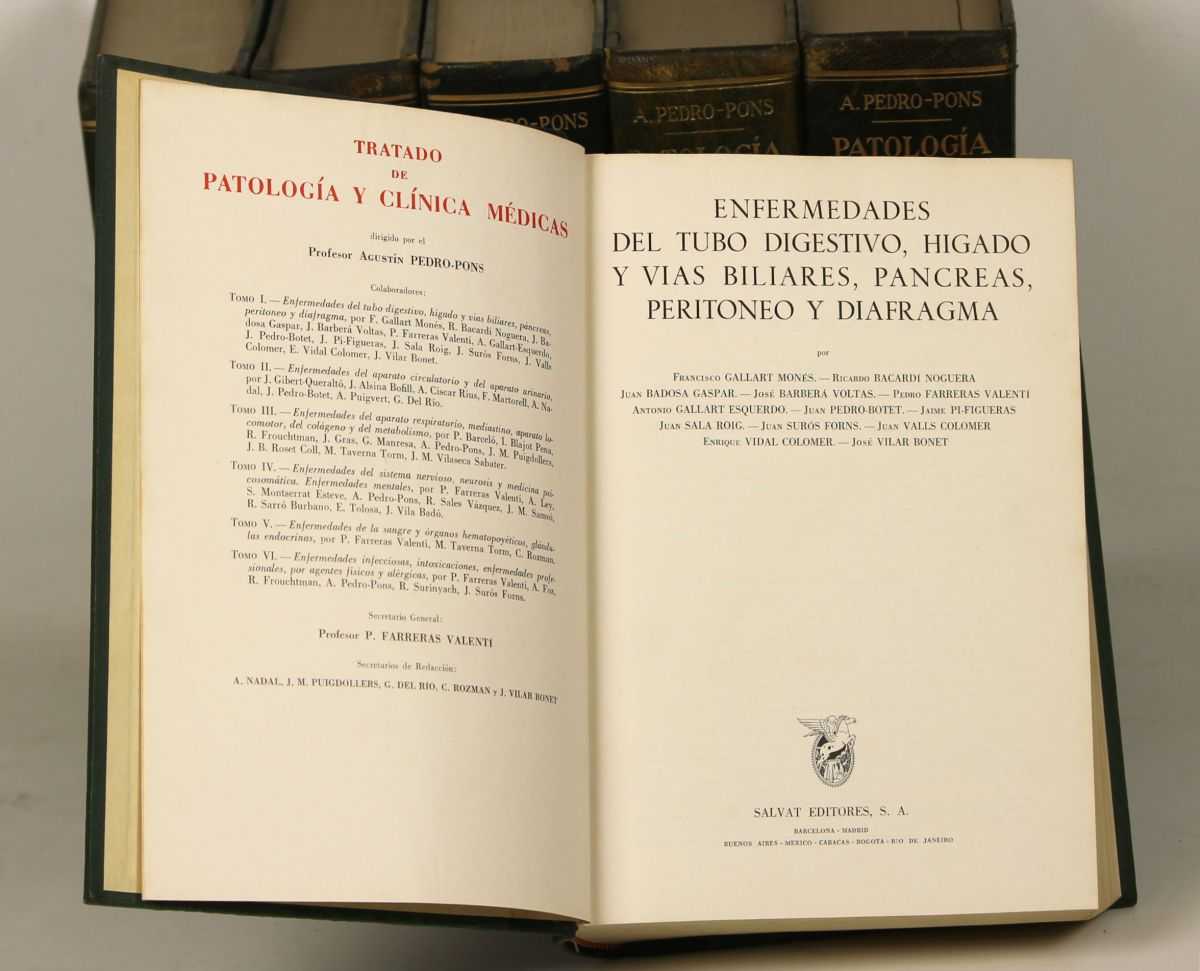 A. PEDRO-PONS
PATOLOGÍA
A. PEDRO-PONS
PATOLOGÍA
TRATADO
DE
PATOLOGÍA Y CLÍNICA MÉDICAS
dirigido por el
Profesor AGUSTÍN PEDRO-PONS
Colaboradores:
TOMO I. — Enfermedades del tubo digestivo, hígado y vías biliares, páncreas,
peritoneo y diafragma, por F. Gallart Monés, R. Bacardí Noguera, J. Ba-
dosa Gaspar, J. Barberá Voltas, P. Farreras Valenti, A. Gallart-Esquerdo,
J. Pedro-Botet, J. Pi-Figueras, J. Sala Roig, J. Surós Forns, J. Valls
Colomer, E. Vidal Colomer, J. Vilar Bonet.
TOMO II. — Enfermedades del aparato circulatorio y del aparato urinario,
por J. Gibert-Queraltó, J. Alsina Bofill, A. Ciscar Rius, F. Martorell, A. Na-
dal, J. Pedro-Botet, A. Puigvert, G. Del Río.
TOMO III. — Enfermedades del aparato respiratorio, mediastino, aparato lo-
comotor, del colágeno y del metabolismo, por P. Barceló, I. Blajot Pena,
R. Frouchtman, J. Gras, G. Manresa, A. Pedro-Pons, J. M. Puigdollers,
J. B. Roset Coll, M. Taverna Torm, J. M. Vilaseca Sabater.
TOMO IV. — Enfermedades del sistema nervioso, neurosis y medicina psi-
cosomática. Enfermedades mentales, por P. Farreras Valenti, A. Ley,
S. Montserrat Esteve, A. Pedro-Pons, R. Sales Vázquez, J. M. Samsó,
R. Sarró Burbano, E. Tolosa, J. Vila Badó.
TOMO V. — Enfermedades de la sangre y órganos hematopoyéticos, glándu-
las endocrinas, por P. Farreras Valenti, M. Taverna Torm, C. Rozman.
TOMO VI. — Enfermedades infecciosas, intoxicaciones, enfermedades profe-
sionales, por agentes físicos y alérgicas, por P. Farreras Valenti, A. Foz,
R. Frouchtman, A. Pedro-Pons, R. Surinyach, J. Surós Forns.
Secretario General:
Profesor P. FARRERAS VALENTÍ
Secretarios de Redacción:
A. NADAL, J. M. PUIGDOLLERS, G. DEL RÍO, C. ROZMAN y J. VILAR BONET
ENFERMEDADES
DEL TUBO DIGESTIVO, HIGADO
Y VIAS BILIARES, PANCREAS,
PERITONEO Y DIAFRAGMA
por
FRANCISCO GALLART MONÉS. — RICARDO BACARDÍ NOGUERA
JUAN BADOSA GASPAR. — JOSÉ BARBERÁ VOLTAS. — PEDRO FARRERAS VALENTÍ
ANTONIO GALLART ESQUERDO. — JUAN PEDRO-BOTET. — JAIME PI-FIGUERAS
JUAN SALA ROIG. — JUAN SURÓS FORNS. — JUAN VALLS COLOMER
ENRIQUE VIDAL COLOMER. — JOSÉ VILAR BONET
SALVAT EDITORES, S. A.
BARCELONA - MADRID
BUENOS AIRES - MEXICO - CARACAS - BOGOTA - RIO DE JANEIRO